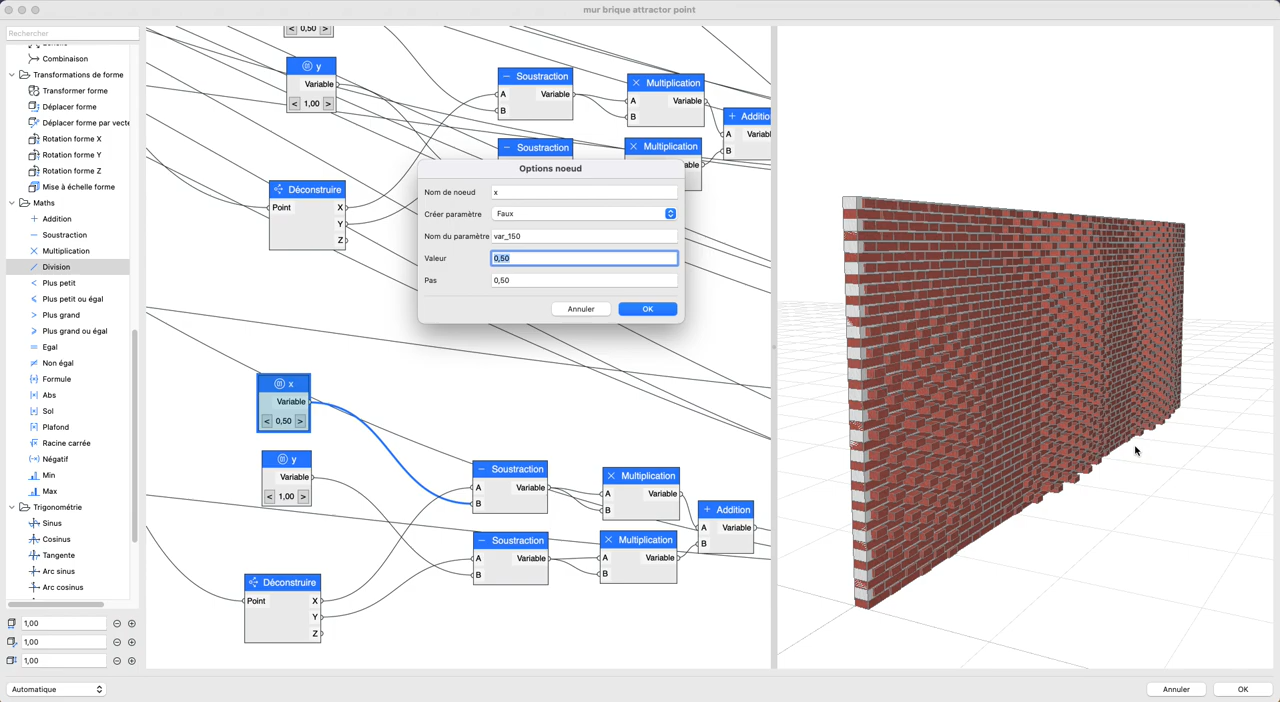 mur brique attractor point
Rechercher
Combinaison
Transformations de forme
Transformer forme
Déplacer forme
Déplacer forme par vecte
Rotation forme X
Rotation forme Y
Rotation forme Z
Mise à échelle forme
Maths
Addition
Soustraction
Multiplication
Division
Plus petit
Plus petit ou égal
Plus grand
Plus grand ou égal
Egal
Non égal
Formule
Abs
Sol
Plafond
Racine carrée
Négatif
Min
Max
Trigonométrie
Sinus
Cosinus
Tangente
Arc sinus
Arc cosinus
1,00
1,00
1,00
Automatique
< 0,50 >
y
Variable
< 1,00 >
Soustraction
A Variable
B
Multiplication
A Variable
B
Additio
A Variab
B
Soustraction
Multiplication
able
Déconstruire
Point X
Y
Z
Options noeud
Nom de noeud x
Créer paramètre Faux
Nom du paramètre var_150
Valeur 0,50
Pas 0,50
Annuler OK
x
Variable
< 0,50 >
y
Variable
< 1,00 >
Soustraction
A Variable
B
Multiplication
A Variable
B
Addition
A Variable
B
Soustraction
A Variable
B
Multiplication
A Variable
B
Déconstruire
Point X
Y
Z
Annuler OK